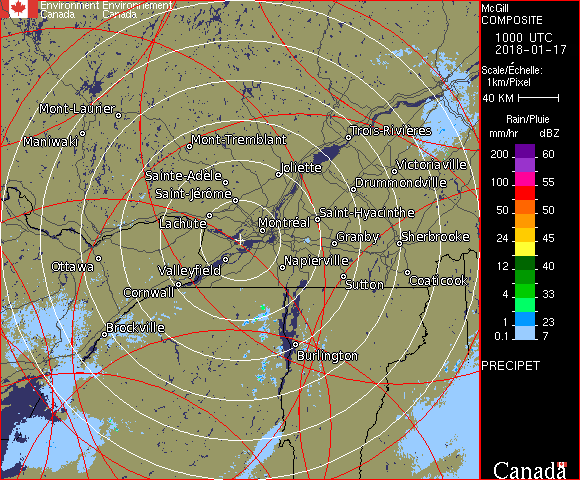 Environment Environnement
Canada Canada
McGill
COMPOSITE
1000 UTC
2018-01-17
Scale/Échelle:
1km/Pixel
40 KM
Rain/Pluie
mm/hr dBZ
200 60
100 55
50 50
24 45
12 40
4 33
1 23
0.1 7
PRECIPET
Canada
Mont-Laurier
Maniwaki
Mont-Tremblant
Trois-Rivières
Sainte-Adèle
Joliette
Victoriaville
Saint-Jérôme
Drummondville
Lachute
Montréal
Saint-Hyacinthe
Granby
Sherbrooke
Ottawa
Valleyfield
Napierville
Cornwall
Sutton
Coaticook
Brockville
Burlington